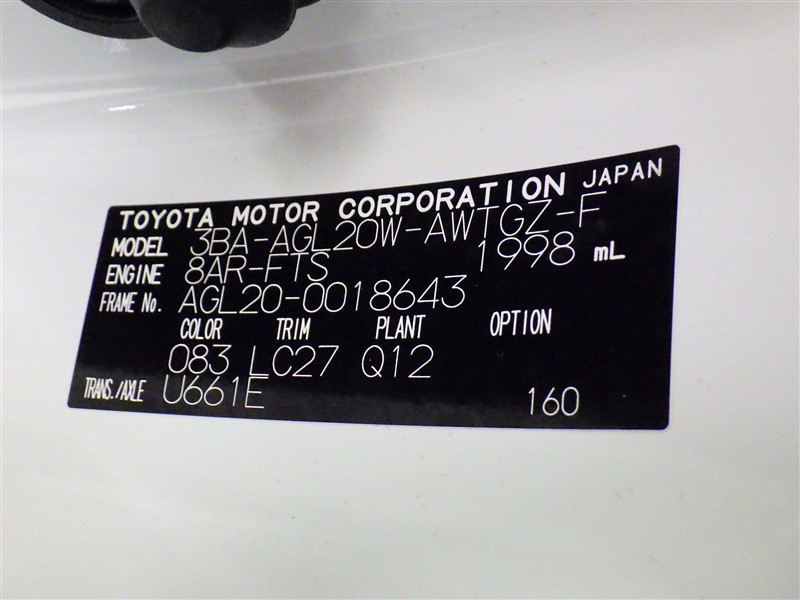 TOYOTA MOTOR CORPORATION JAPAN
MODEL 3BA-AGL20W-AWTGZ-F
ENGINE 8AR-FTS 1998 mL
FRAME No. AGL20-0018643
COLOR TRIM PLANT OPTION
083 LC27 Q12
TRANS./AXLE U661E 160